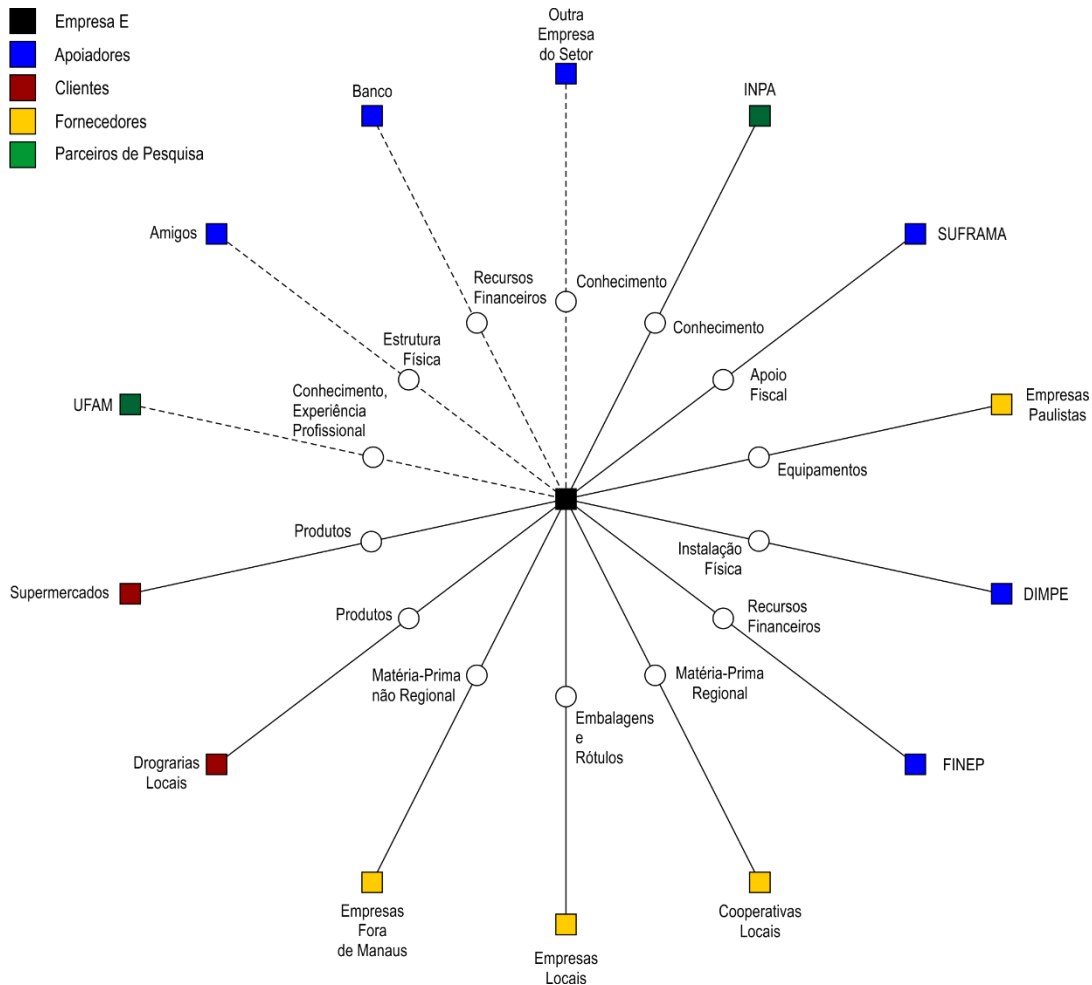 Empresa E
Apoiadores
Clientes
Fornecedores
Parceiros de Pesquisa
Outra
Empresa
do Setor
Banco
INPA
Amigos
SUFRAMA
Recursos
Financeiros
Conhecimento
Estrutura
Física
Conhecimento
Apoio
Fiscal
UFAM
Conhecimento,
Experiência
Profissional
Empresas
Paulistas
Equipamentos
Produtos
Instalação
Física
Supermercados
DIMPE
Produtos
Recursos
Financeiros
Matéria-Prima
não Regional
Matéria-Prima
Regional
Embalagens
e
Rótulos
Drograrias
Locais
FINEP
Empresas
Fora
de Manaus
Empresas
Locais
Cooperativas
Locais